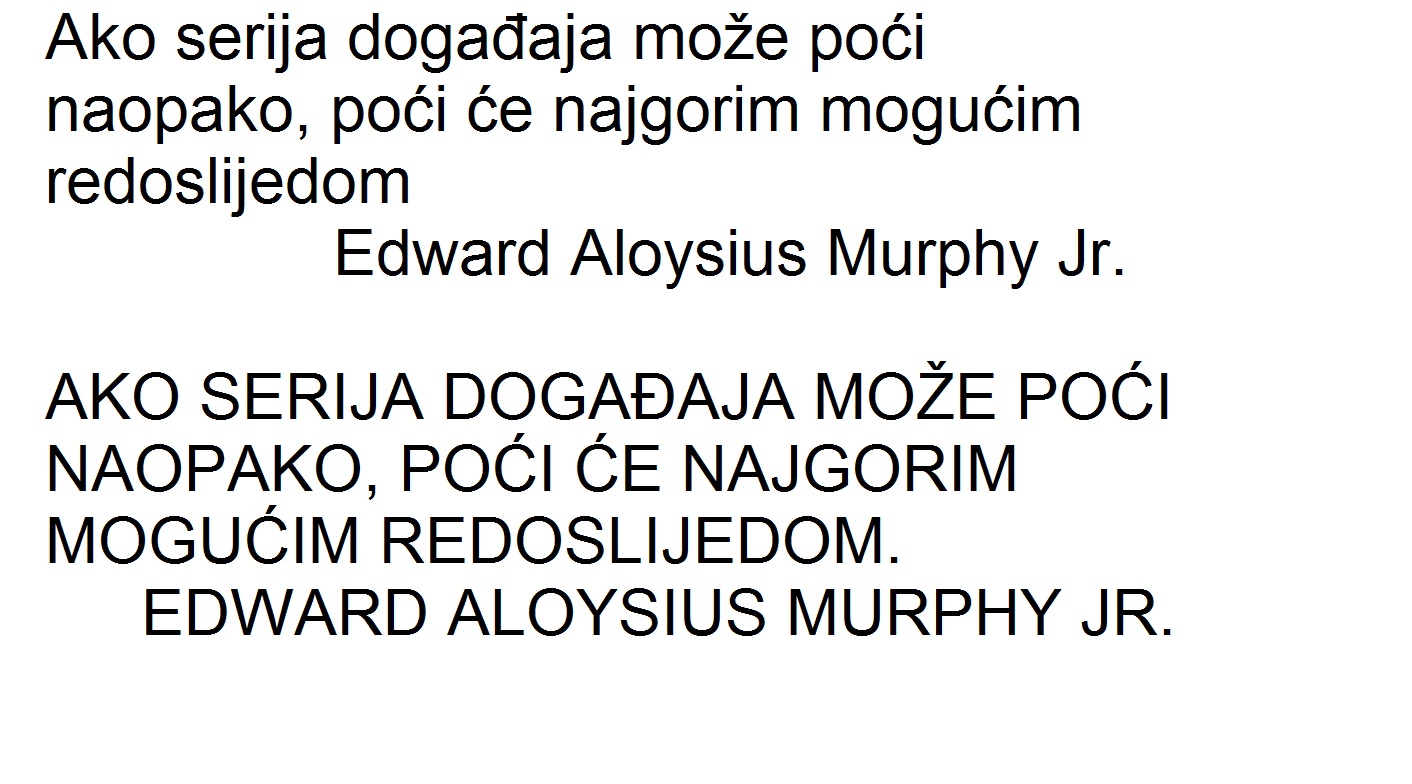 Ako serija događaja može poći
naopako, poći će najgorim mogućim
redoslijedom
Edward Aloysius Murphy Jr.
AKO SERIJA DOGAĐAJA MOŽE POĆI
NAOPAKO, POĆI ĆE NAJGORIM
MOGUĆIM REDOSLIJEDOM.
EDWARD ALOYSIUS MURPHY JR.